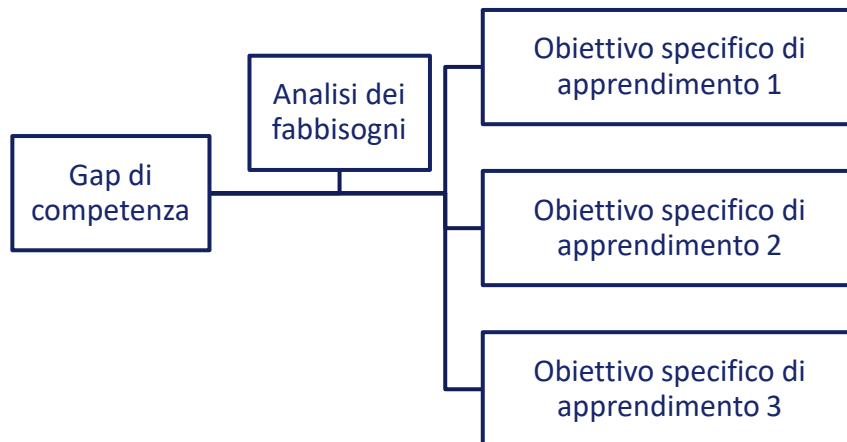 Gap di
competenza
Analisi dei
fabbisogni
Obiettivo specifico di
apprendimento 1
Obiettivo specifico di
apprendimento 2
Obiettivo specifico di
apprendimento 3